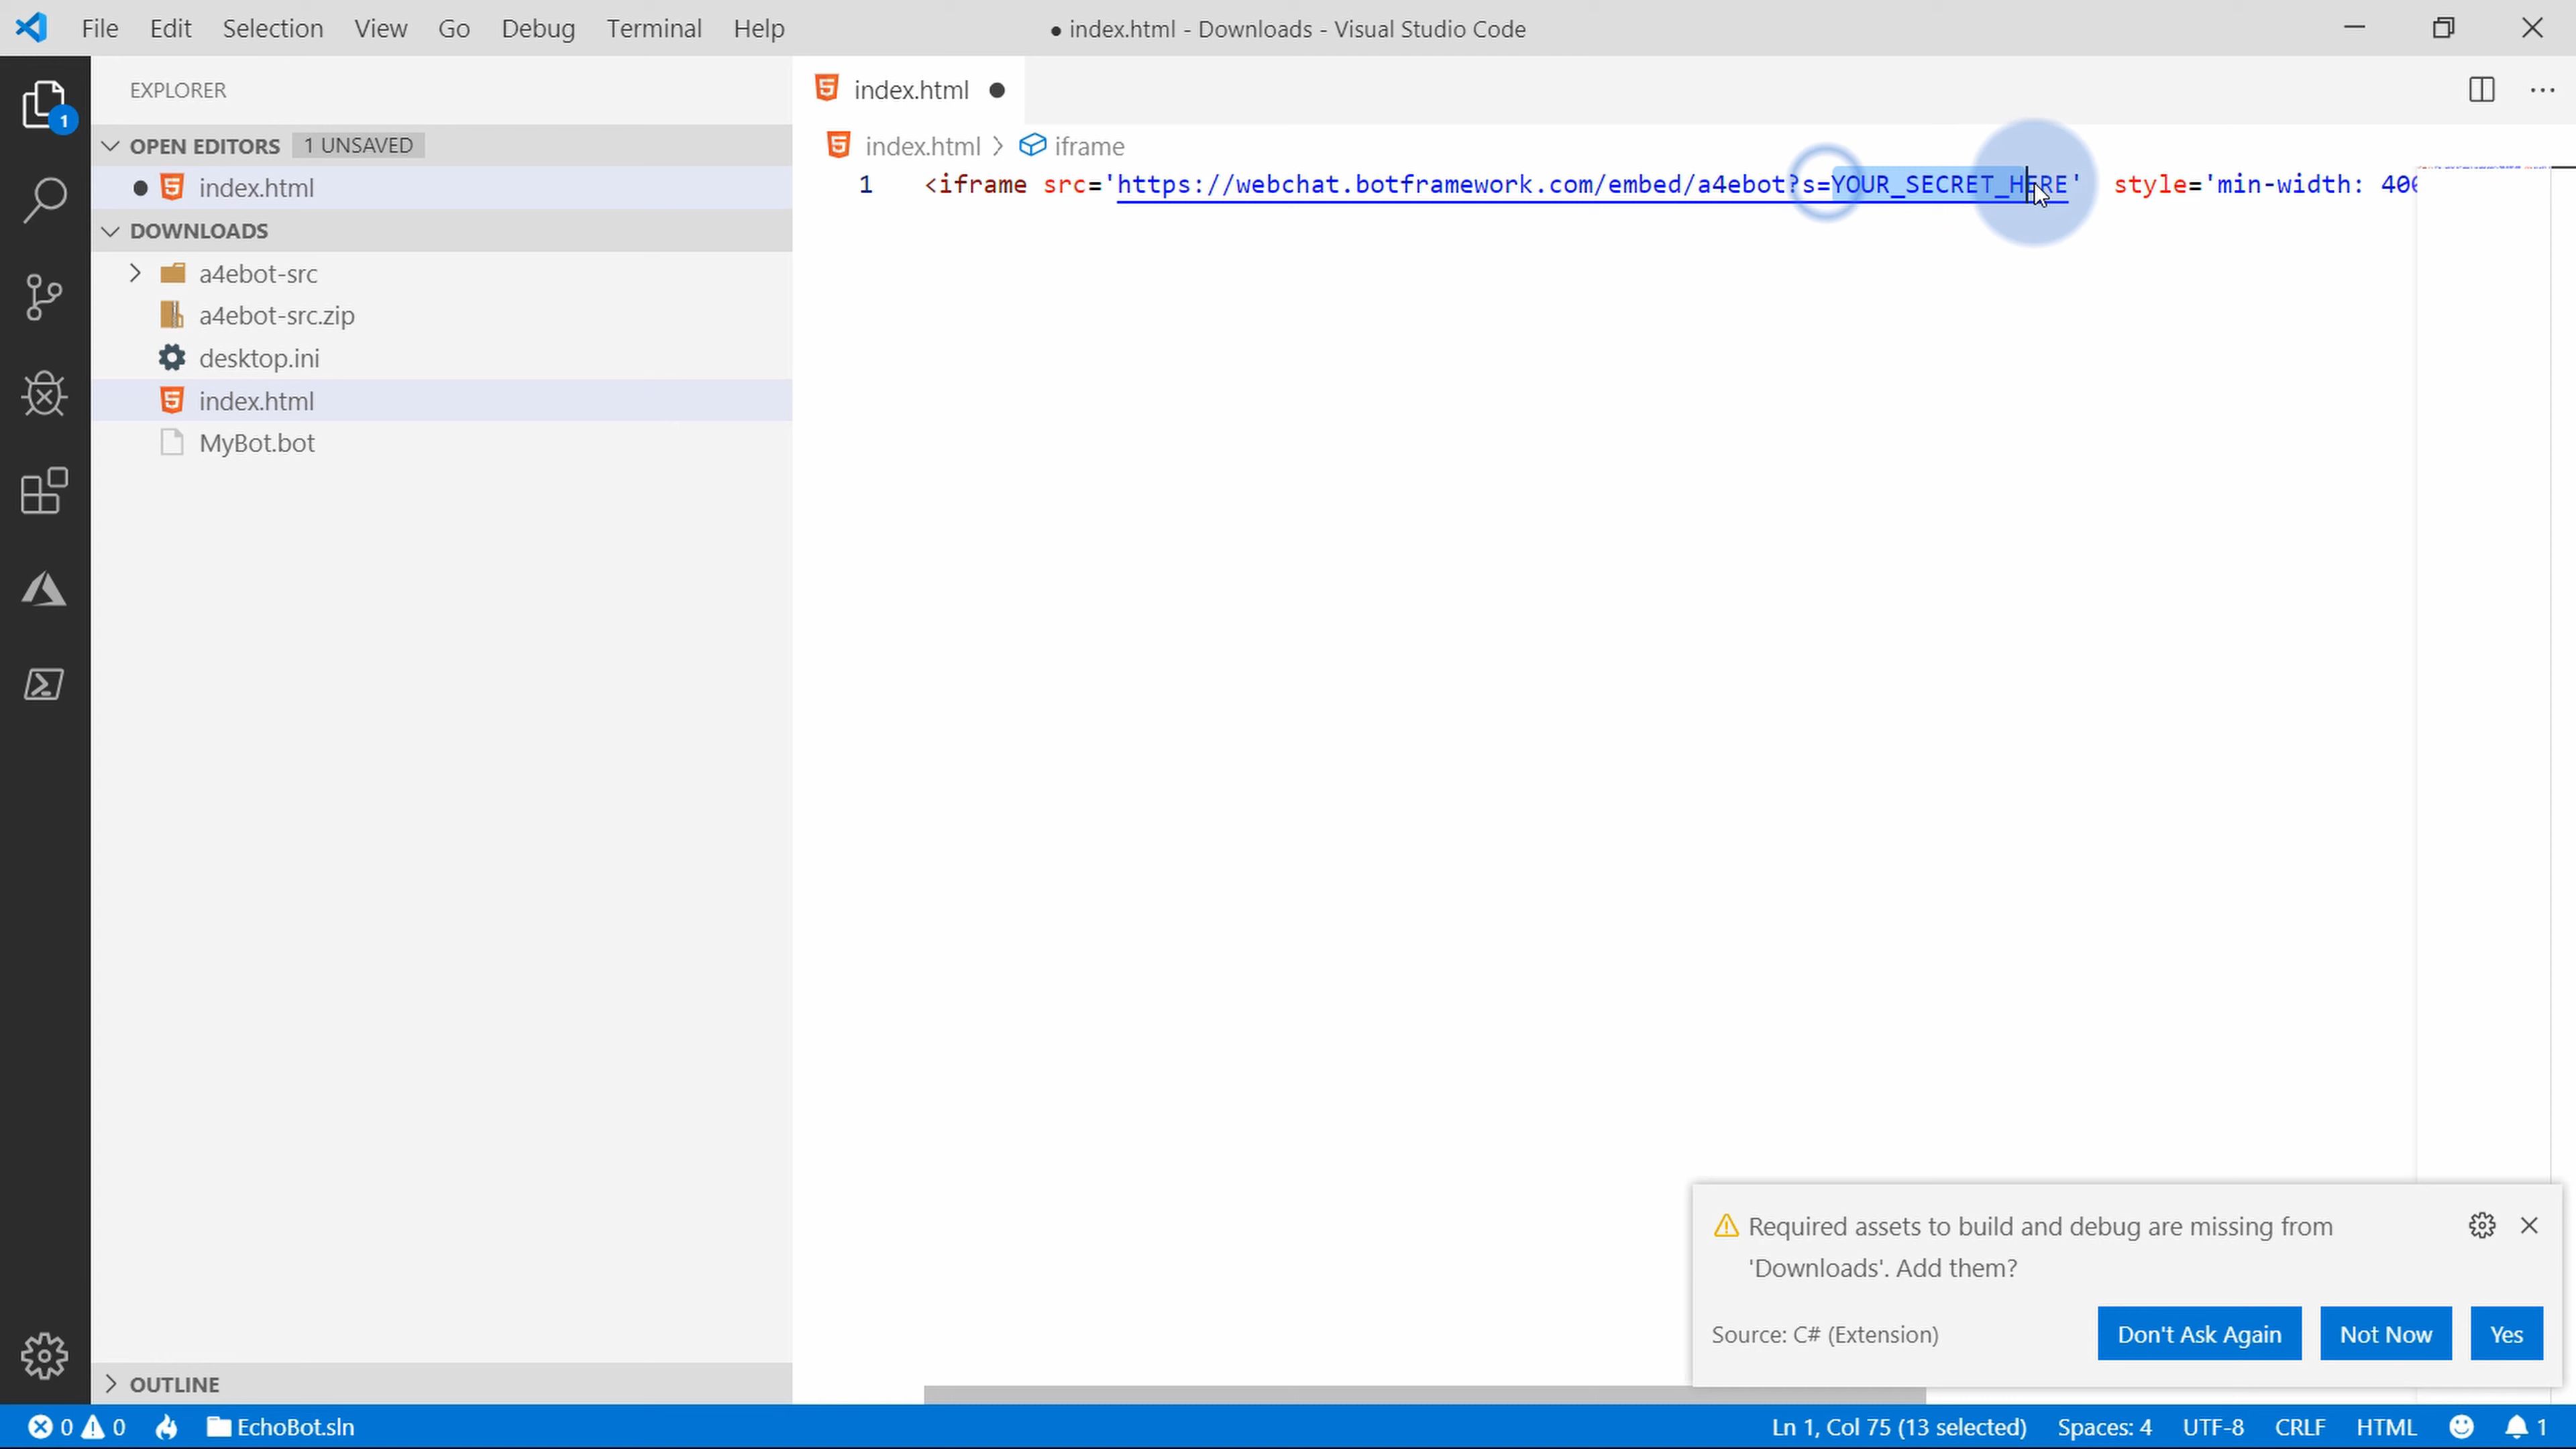 File Edit Selection View Go Debug Terminal Help
● index.html - Downloads - Visual Studio Code
EXPLORER
1
OPEN EDITORS 1 UNSAVED
index.html
DOWNLOADS
a4ebot-src
a4ebot-src.zip
desktop.ini
index.html
MyBot.bot
OUTLINE
index.html
index.html > iframe
1 <iframe src='https://webchat.botframework.com/embed/a4ebot?s=YOUR_SECRET_HERE' style='min-width: 400
Required assets to build and debug are missing from
'Downloads'. Add them?
Source: C# (Extension) Don't Ask Again Not Now Yes
0 0 EchoBot.sln Ln 1, Col 75 (13 selected) Spaces: 4 UTF-8 CRLF HTML 1